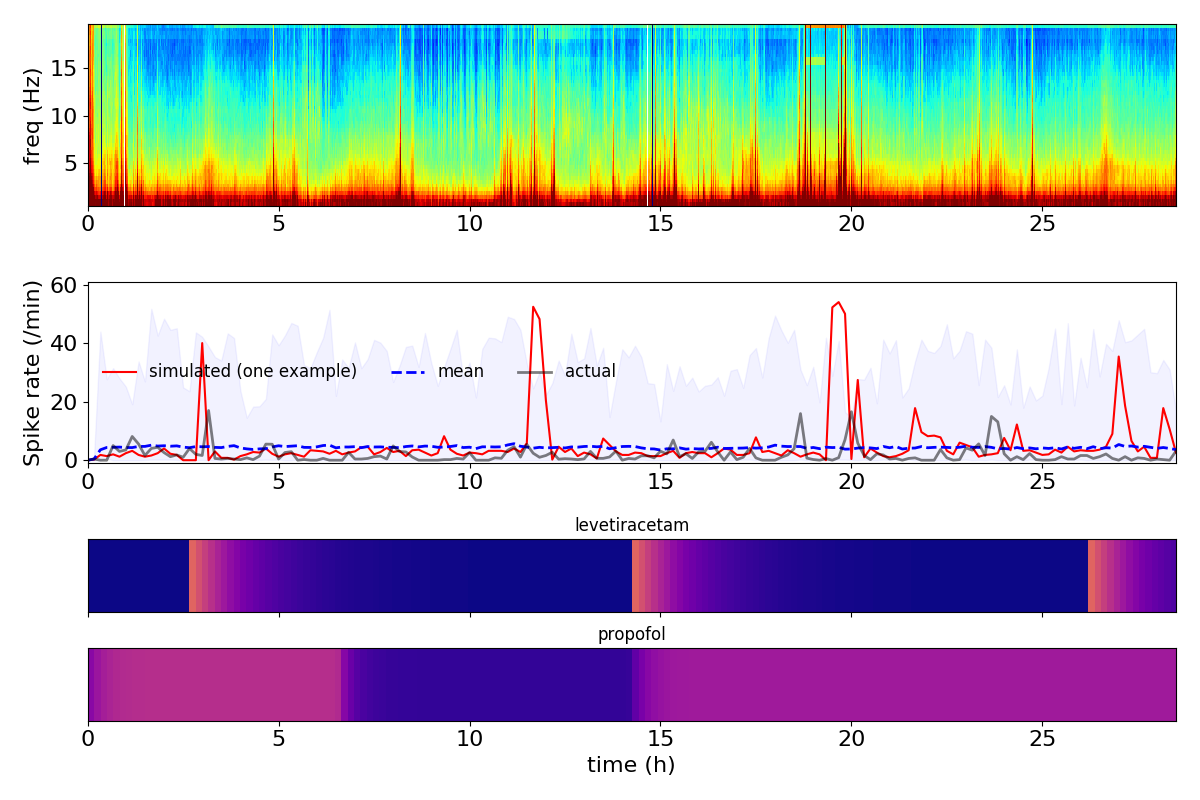 freq (Hz)
15
10
5
0 5 10 15 20 25
Spike rate (/min)
60
40
20
0
simulated (one example) mean actual
0 5 10 15 20 25
levetiracetam
propofol
0 5 10 15 20 25
time (h)